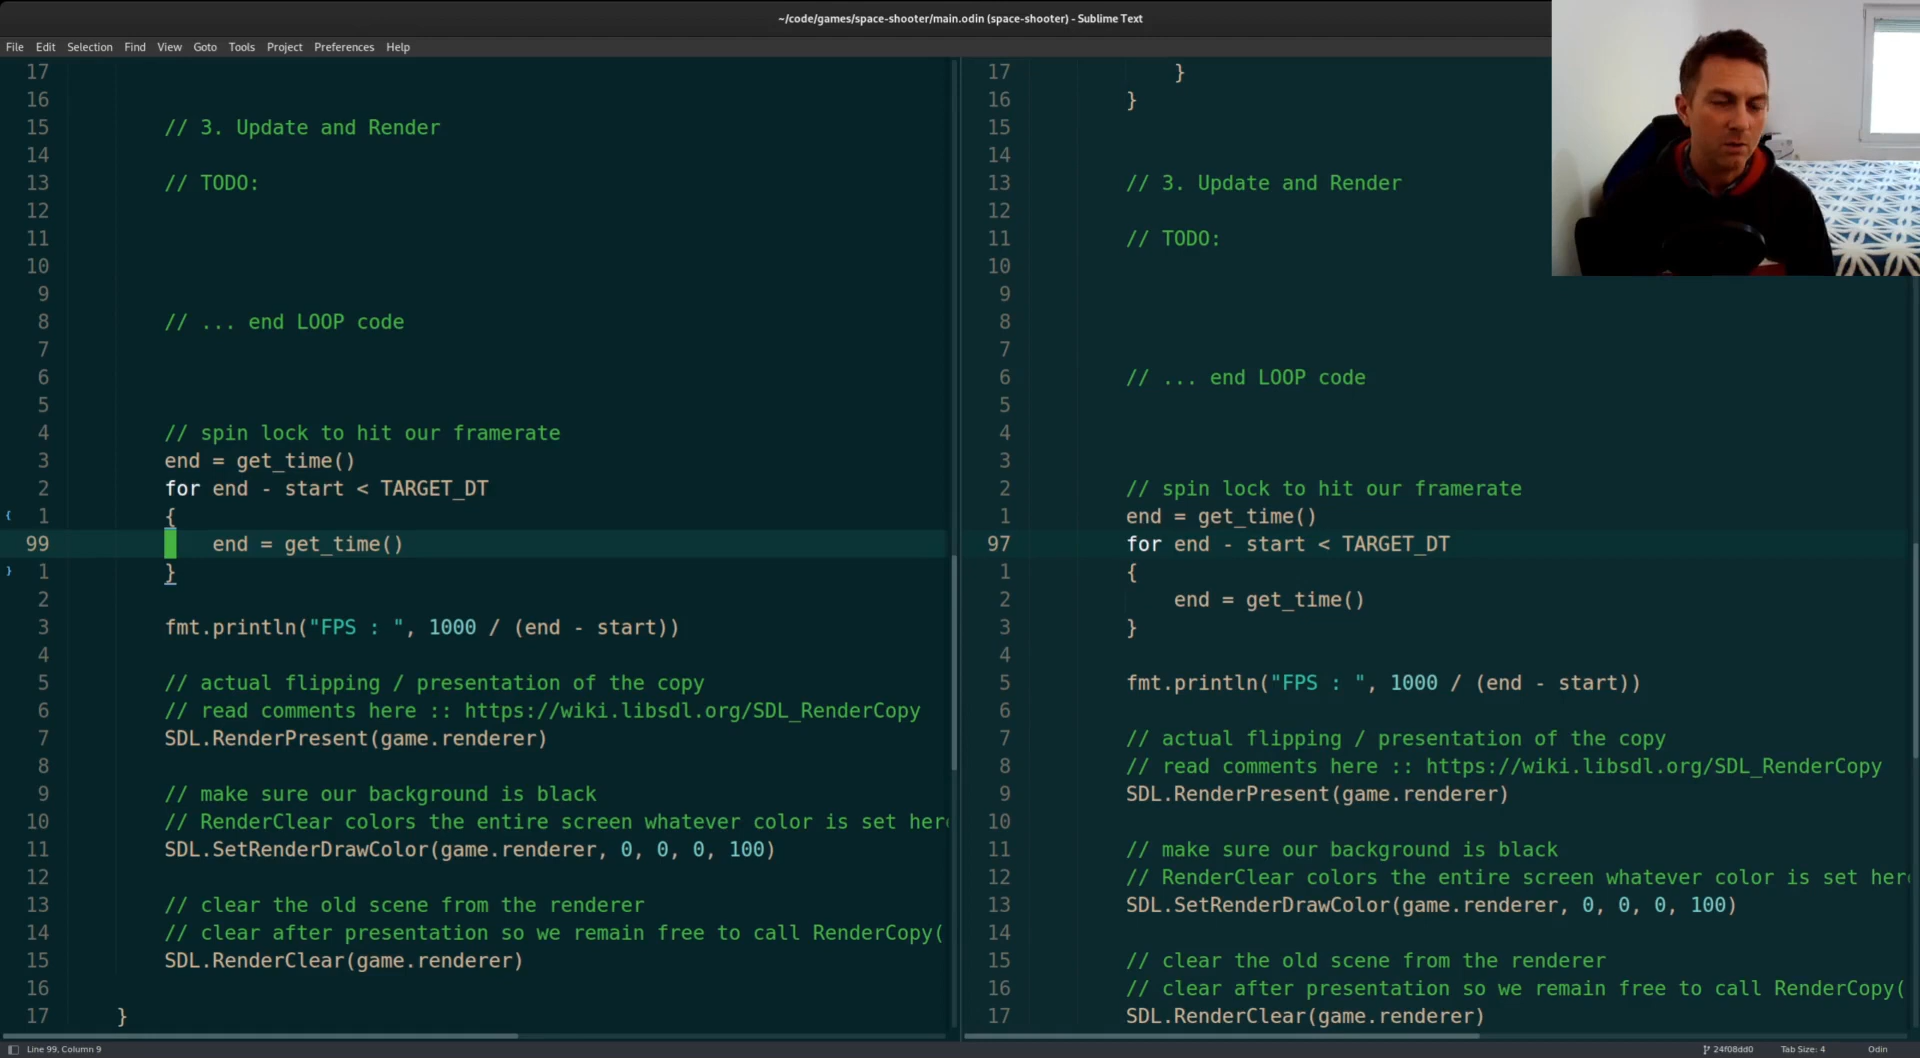 ~/code/games/space-shooter/main.odin (space-shooter) - Sublime Text
File Edit Selection Find View Goto Tools Project Preferences Help
17
16
15 // 3. Update and Render
14
13 // TODO:
12
11
10
9
8 // ... end LOOP code
7
6
5
4 // spin lock to hit our framerate
3 end = get_time()
2 for end - start < TARGET_DT
1 {
99 end = get_time()
1 }
2
3 fmt.println("FPS : ", 1000 / (end - start))
4
5 // actual flipping / presentation of the copy
6 // read comments here :: https://wiki.libsdl.org/SDL_RenderCopy
7 SDL.RenderPresent(game.renderer)
8
9 // make sure our background is black
10 // RenderClear colors the entire screen whatever color is set her
11 SDL.SetRenderDrawColor(game.renderer, 0, 0, 0, 100)
12
13 // clear the old scene from the renderer
14 // clear after presentation so we remain free to call RenderCopy(
15 SDL.RenderClear(game.renderer)
16
17 }
17 }
16 }
15
14
13 // 3. Update and Render
12
11 // TODO:
10
9
8
7
6 // ... end LOOP code
5
4
3
2 // spin lock to hit our framerate
1 end = get_time()
97 for end - start < TARGET_DT
1 {
2 end = get_time()
3 }
4
5 fmt.println("FPS : ", 1000 / (end - start))
6
7 // actual flipping / presentation of the copy
8 // read comments here :: https://wiki.libsdl.org/SDL_RenderCopy
9 SDL.RenderPresent(game.renderer)
10
11 // make sure our background is black
12 // RenderClear colors the entire screen whatever color is set her
13 SDL.SetRenderDrawColor(game.renderer, 0, 0, 0, 100)
14
15 // clear the old scene from the renderer
16 // clear after presentation so we remain free to call RenderCopy(
17 SDL.RenderClear(game.renderer)
Line 99, Column 9
24f08dd0 Tab Size: 4 Odin